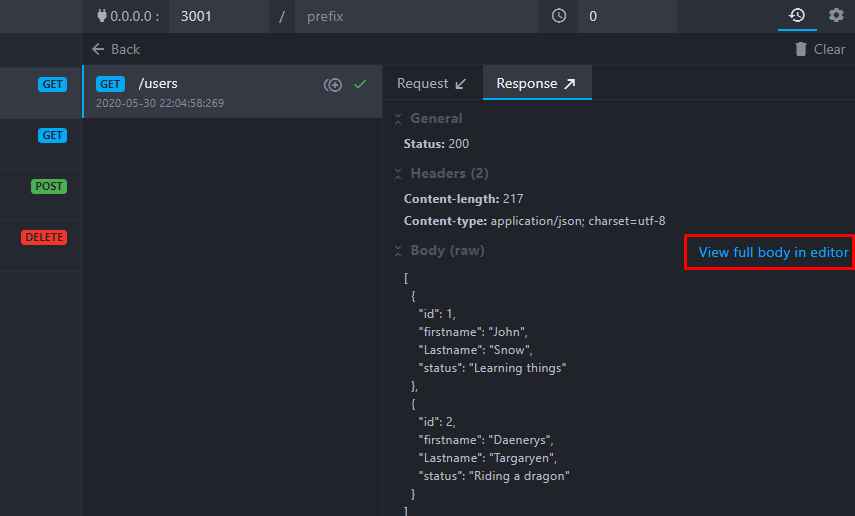 0.0.0.0 : 3001 / prefix 0
Back
Clear
GET
GET
POST
DELETE
GET /users
2020-05-30 22:04:58:269
Request Response
General
Status: 200
Headers (2)
Content-length: 217
Content-type: application/json; charset=utf-8
Body (raw) View full body in editor
[
{
"id": 1,
"firstname": "John",
"Lastname": "Snow",
"status": "Learning things"
},
{
"id": 2,
"firstname": "Daenerys",
"Lastname": "Targaryen",
"status": "Riding a dragon"
}
]